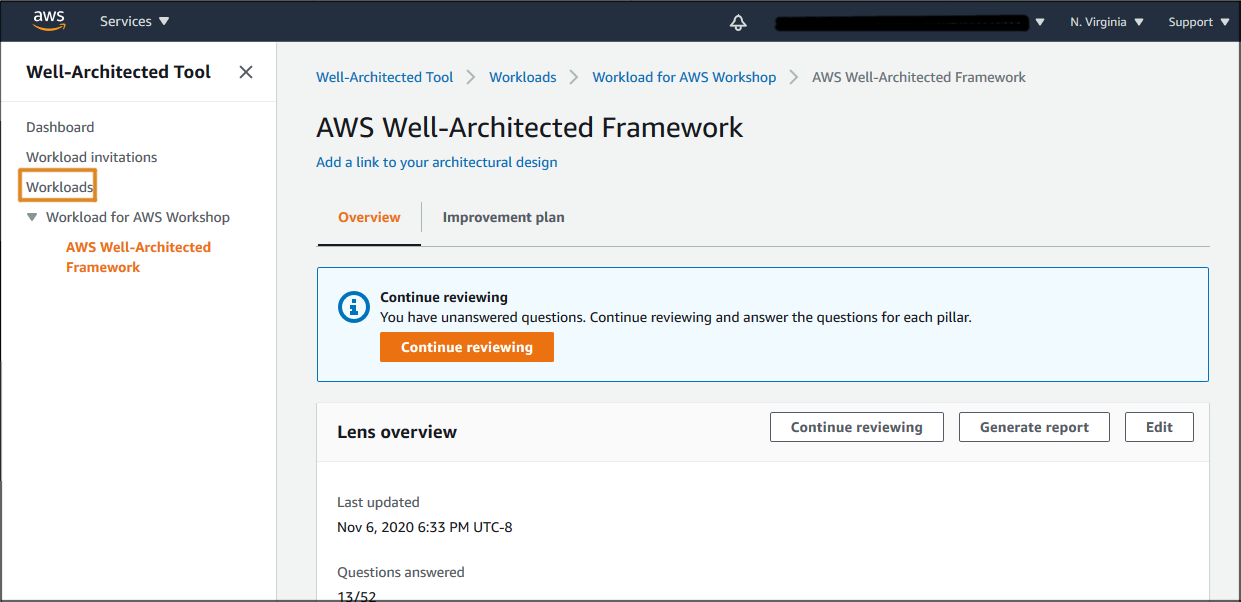 aws Services N. Virginia Support
Well-Architected Tool
Dashboard
Workload invitations
Workloads
Workload for AWS Workshop
AWS Well-Architected
Framework
Well-Architected Tool Workloads Workload for AWS Workshop AWS Well-Architected Framework
AWS Well-Architected Framework
Add a link to your architectural design
Overview Improvement plan
Continue reviewing
You have unanswered questions. Continue reviewing and answer the questions for each pillar.
Continue reviewing
Lens overview Continue reviewing Generate report Edit
Last updated
Nov 6, 2020 6:33 PM UTC-8
Questions answered
13/52